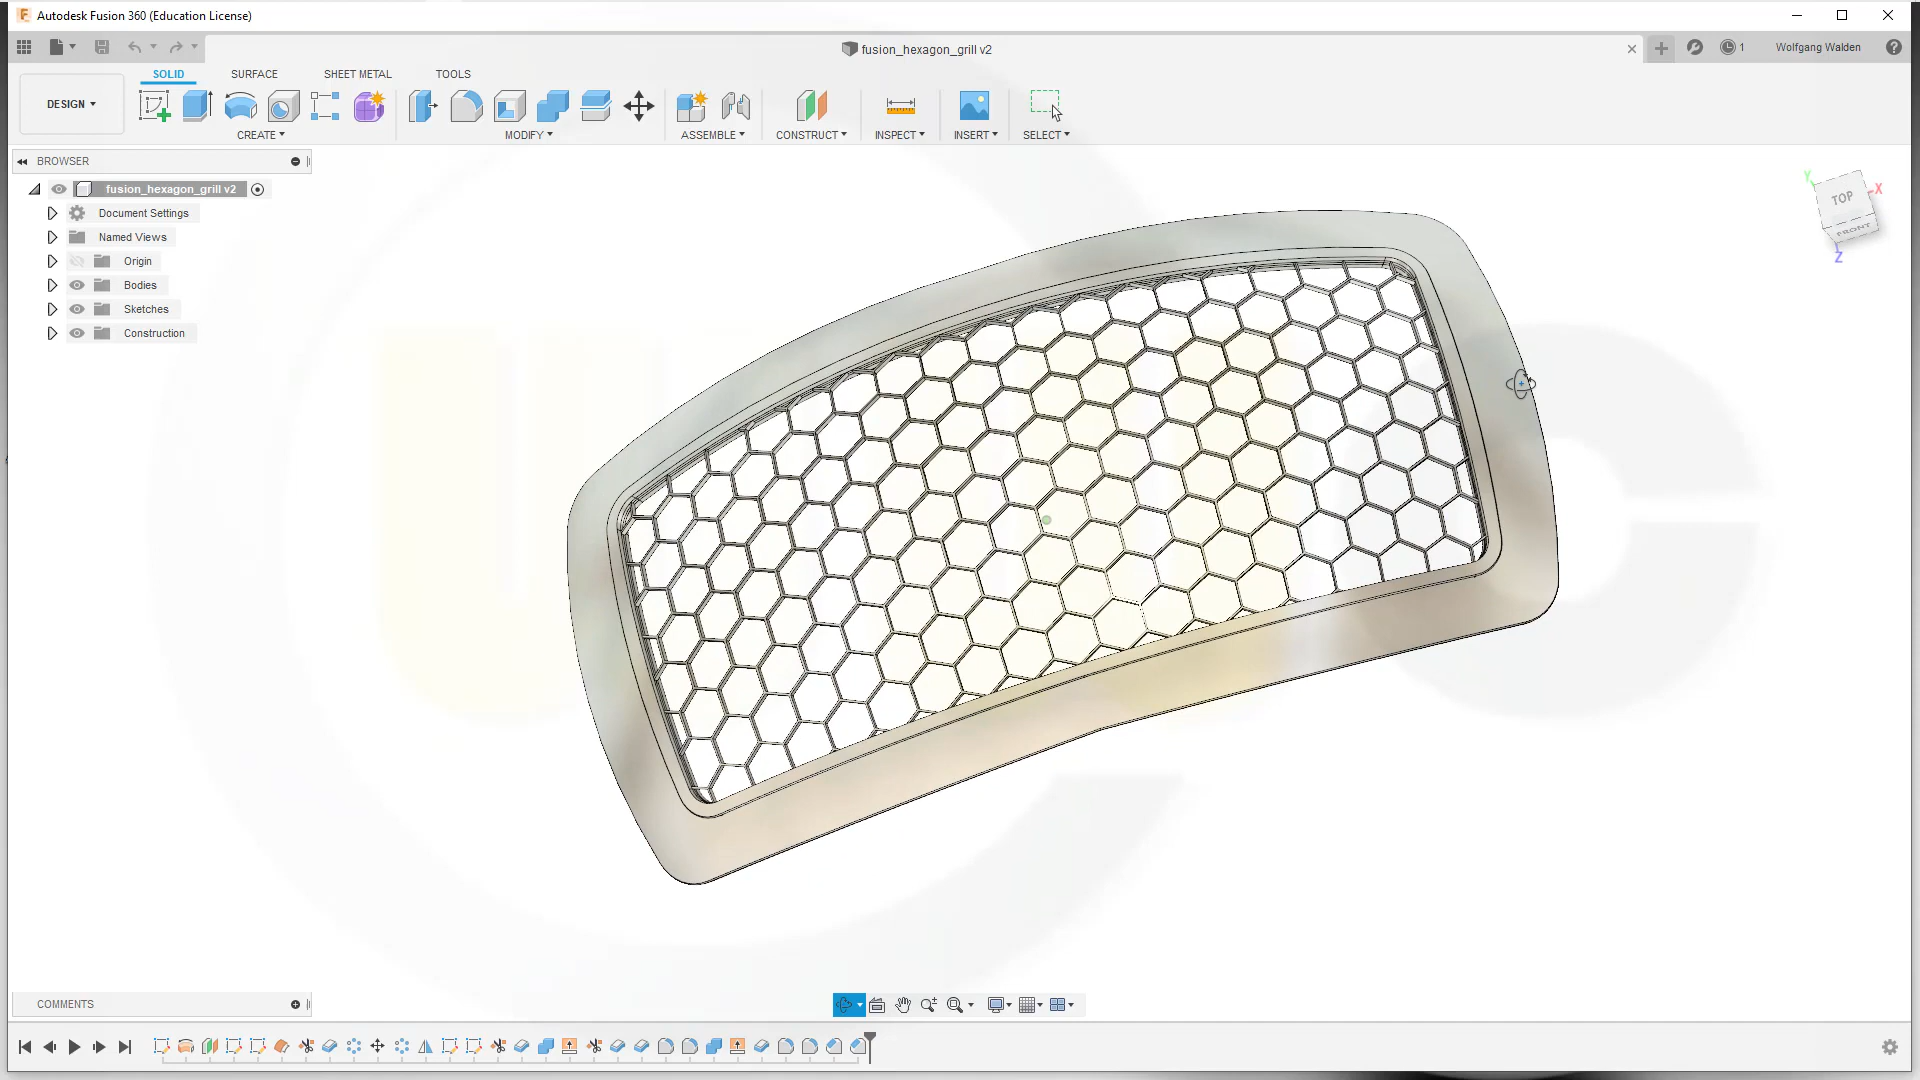 Autodesk Fusion 360 (Education License)
fusion_hexagon_grill v2
1
Wolfgang Walden
SOLID
SURFACE
SHEET METAL
TOOLS
DESIGN
CREATE
MODIFY
ASSEMBLE
CONSTRUCT
INSPECT
INSERT
SELECT
BROWSER
fusion_hexagon_grill v2
Document Settings
Named Views
Origin
Bodies
Sketches
Construction
Y
X
TOP
FRONT
Z
COMMENTS